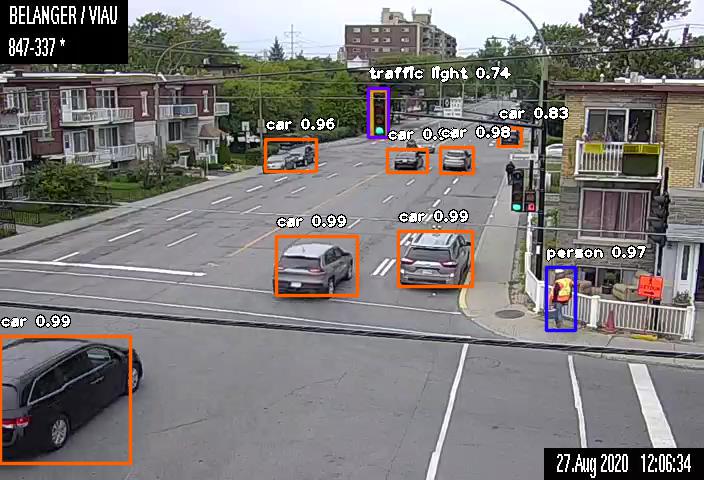 BELANGER / VIAU
847-337 *
traffic light 0.74
car 0.83
car 0.96
car 0.98
car 0.99
car 0.99
person 0.97
car 0.99
27.Aug 2020 12:06:34